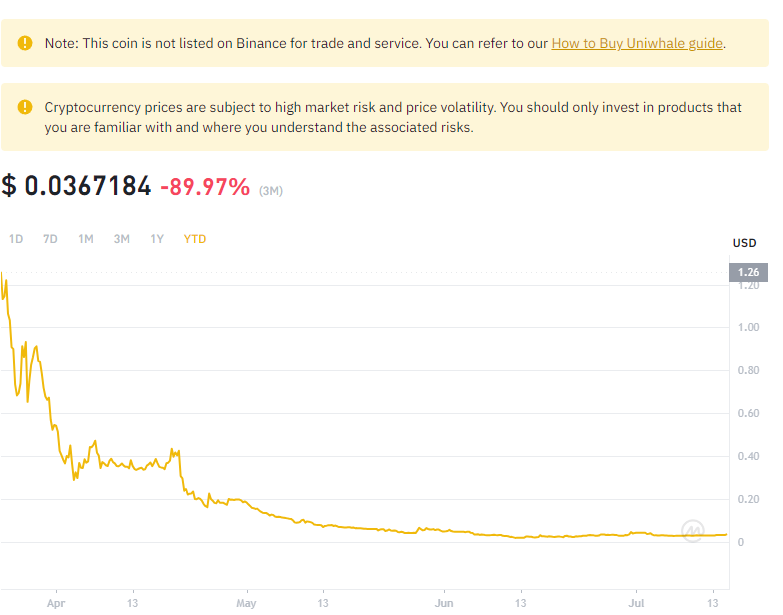 Note: This coin is not listed on Binance for trade and service. You can refer to our How to Buy Uniwhale guide.
Cryptocurrency prices are subject to high market risk and price volatility. You should only invest in products that
you are familiar with and where you understand the associated risks.
$ 0.0367184 -89.97% (3M)
1D 7D 1M 3M 1Y YTD
USD
1.26
1.20
1.00
0.80
0.60
0.40
0.20
0
Apr 13 May 13 Jun 13 Jul 13